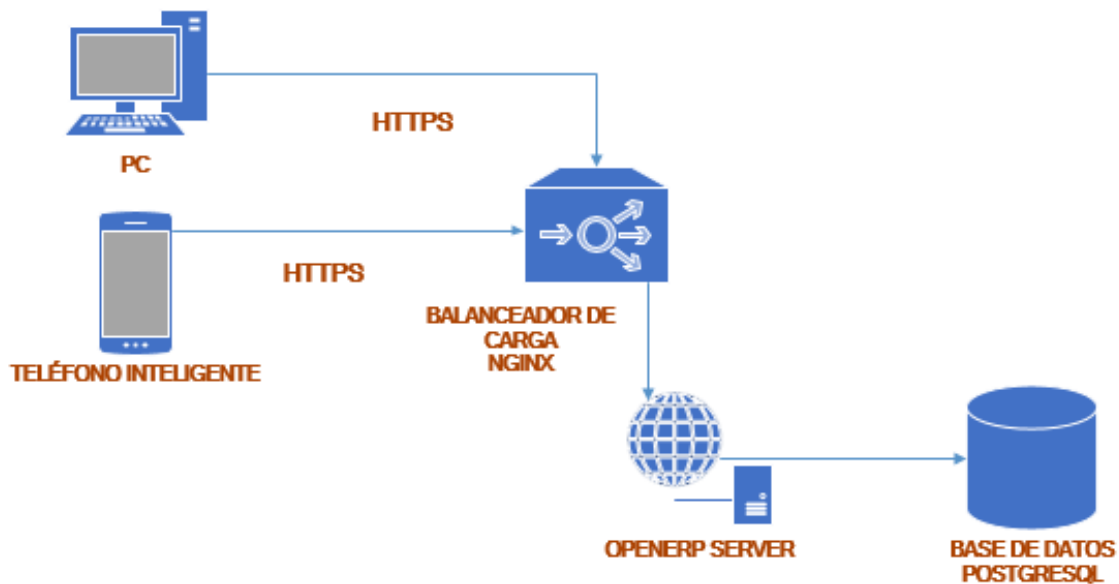 HTTPS
PC
HTTPS
TELÉFONO INTELIGENTE
BALANCEADOR DE
CARGA
NGINX
OPENERP SERVER
BASE DE DATOS
POSTGRESQL